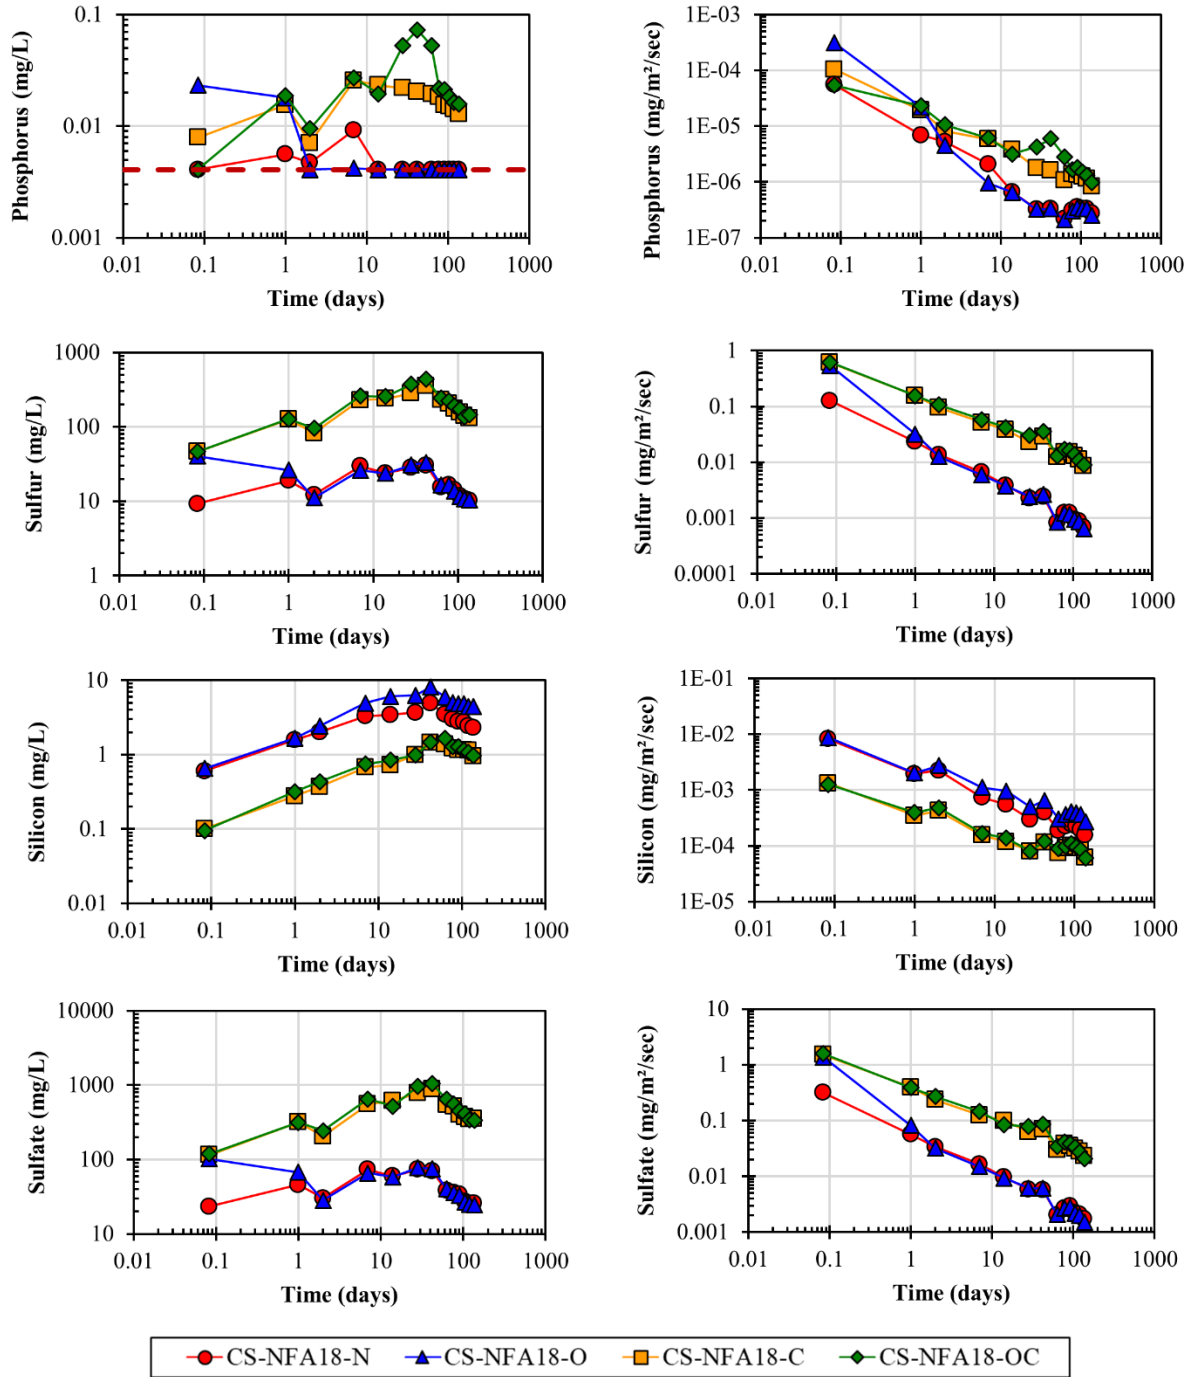 Phosphorus (mg/L)
0.1
0.01
0.001
0.01 0.1 1 10 100 1000
Time (days)
Phosphorus (mg/m²/sec)
1E-03
1E-04
1E-05
1E-06
1E-07
0.01 0.1 1 10 100 1000
Time (days)
Sulfur (mg/L)
1000
100
10
1
0.01 0.1 1 10 100 1000
Time (days)
Sulfur (mg/m²/sec)
1
0.1
0.01
0.001
0.0001
0.01 0.1 1 10 100 1000
Time (days)
Silicon (mg/L)
10
1
0.1
0.01
0.01 0.1 1 10 100 1000
Time (days)
Silicon (mg/m²/sec)
1E-01
1E-02
1E-03
1E-04
1E-05
0.01 0.1 1 10 100 1000
Time (days)
Sulfate (mg/L)
10000
1000
100
10
0.01 0.1 1 10 100 1000
Time (days)
Sulfate (mg/m²/sec)
10
1
0.1
0.01
0.001
0.01 0.1 1 10 100 1000
Time (days)
CS-NFA18-N CS-NFA18-O CS-NFA18-C CS-NFA18-OC